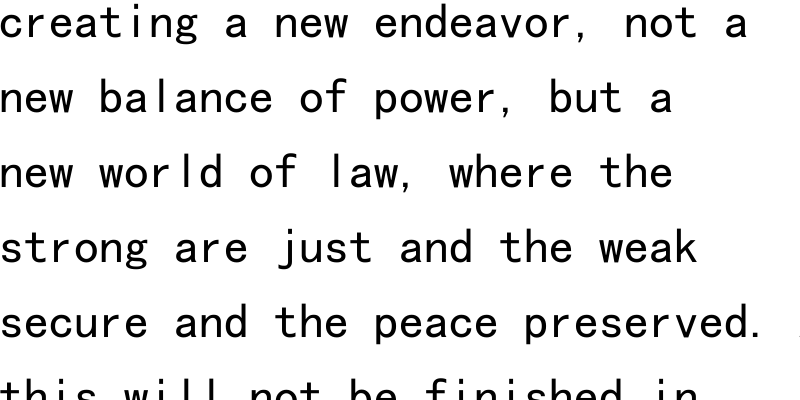 creating a new endeavor, not a
new balance of power, but a
new world of law, where the
strong are just and the weak
secure and the peace preserved.
this will not be finished in